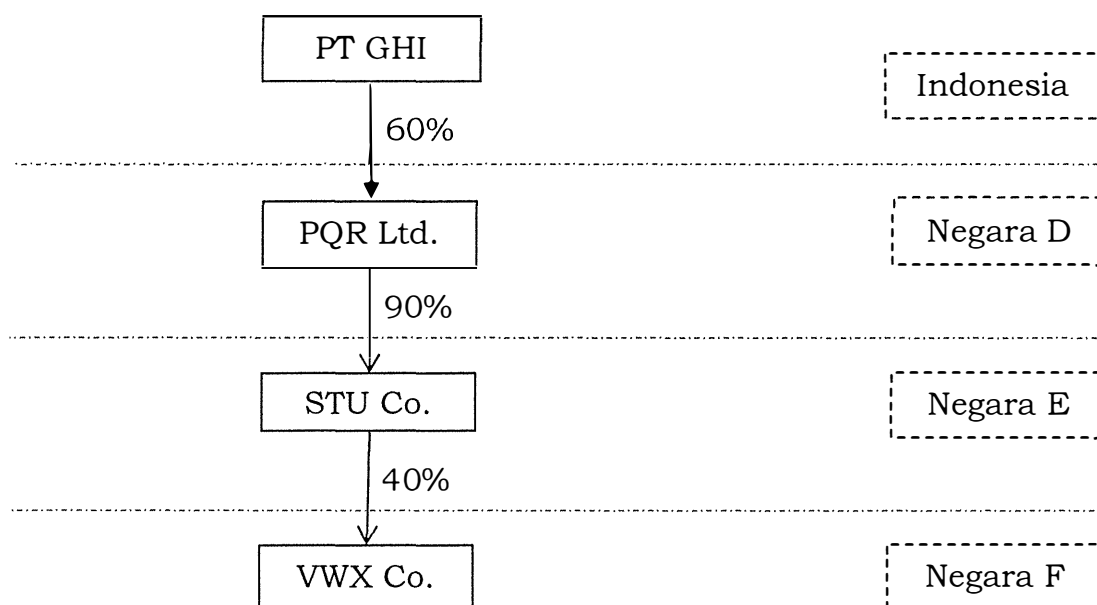 PT GHI
Indonesia
60%
PQR Ltd.
Negara D
90%
STU Co.
Negara E
40%
VWX Co.
Negara F